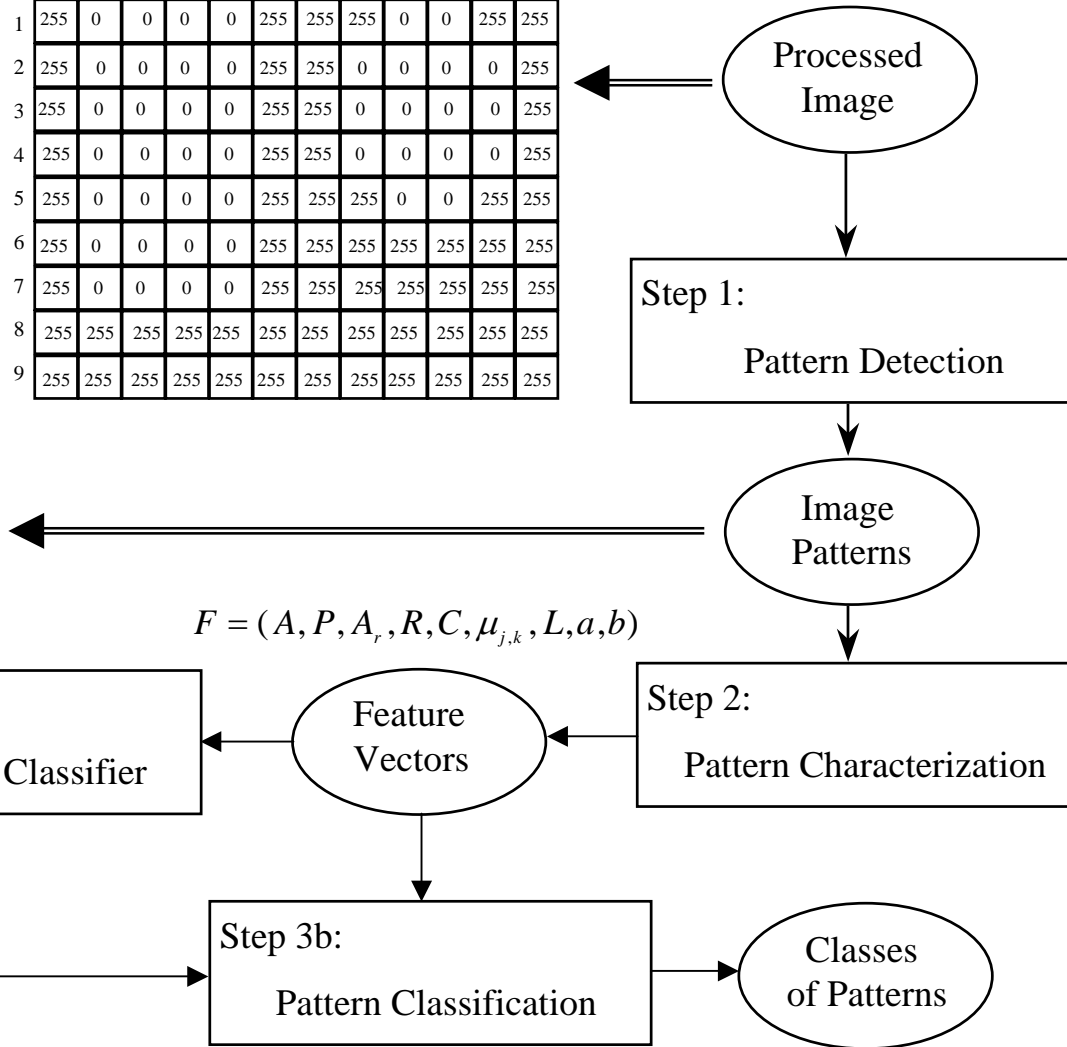 1 255 0 0 0 0 255 255 255 0 0 255 255
2 255 0 0 0 0 255 255 0 0 0 0 255
3 255 0 0 0 0 255 255 0 0 0 0 255
4 255 0 0 0 0 255 255 0 0 0 0 255
5 255 0 0 0 0 255 255 255 0 0 255 255
6 255 0 0 0 0 255 255 255 255 255 255 255
7 255 0 0 0 0 255 255 255 255 255 255 255
8 255 255 255 255 255 255 255 255 255 255 255 255
9 255 255 255 255 255 255 255 255 255 255 255 255
Processed
Image
Step 1:
Pattern Detection
Image
Patterns
F = (A, P, A_r, R, C, μ_{j,k}, L, a, b)
Step 2:
Pattern Characterization
Feature
Vectors
Classifier
Step 3b:
Pattern Classification
Classes
of Patterns